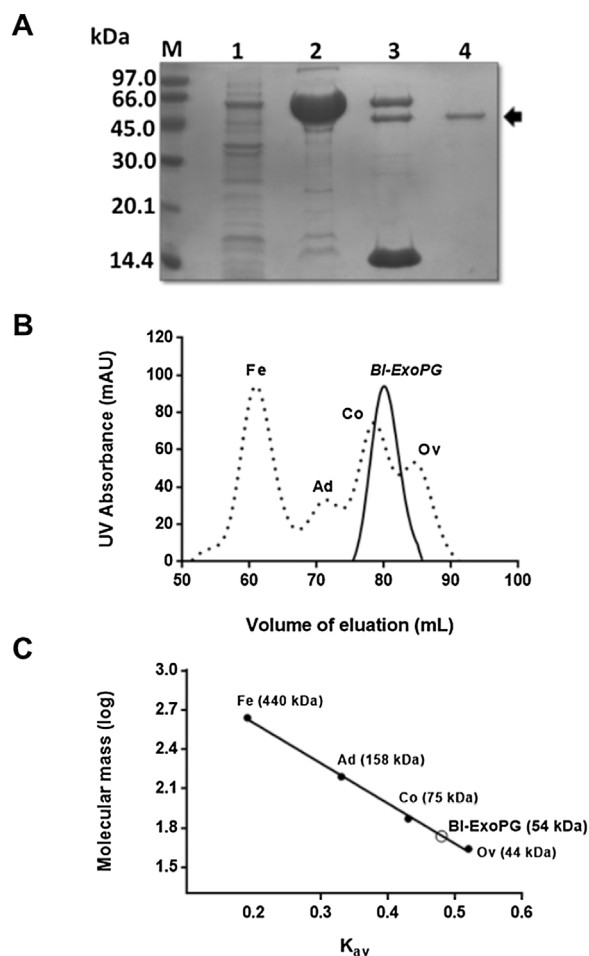 A
kDa M 1 2 3 4
97.0
66.0
45.0
30.0
20.1
14.4
B
120
100
80
60
40
20
0
UV Absorbance (mAU)
Fe
Ad
Co
Bl-ExoPG
Ov
50 60 70 80 90 100
Volume of eluation (mL)
C
3.0
2.7
2.4
2.1
1.8
1.5
Molecular mass (log)
Fe (440 kDa)
Ad (158 kDa)
Co (75 kDa)
Bl-ExoPG (54 kDa)
Ov (44 kDa)
0.2 0.3 0.4 0.5 0.6
Kav